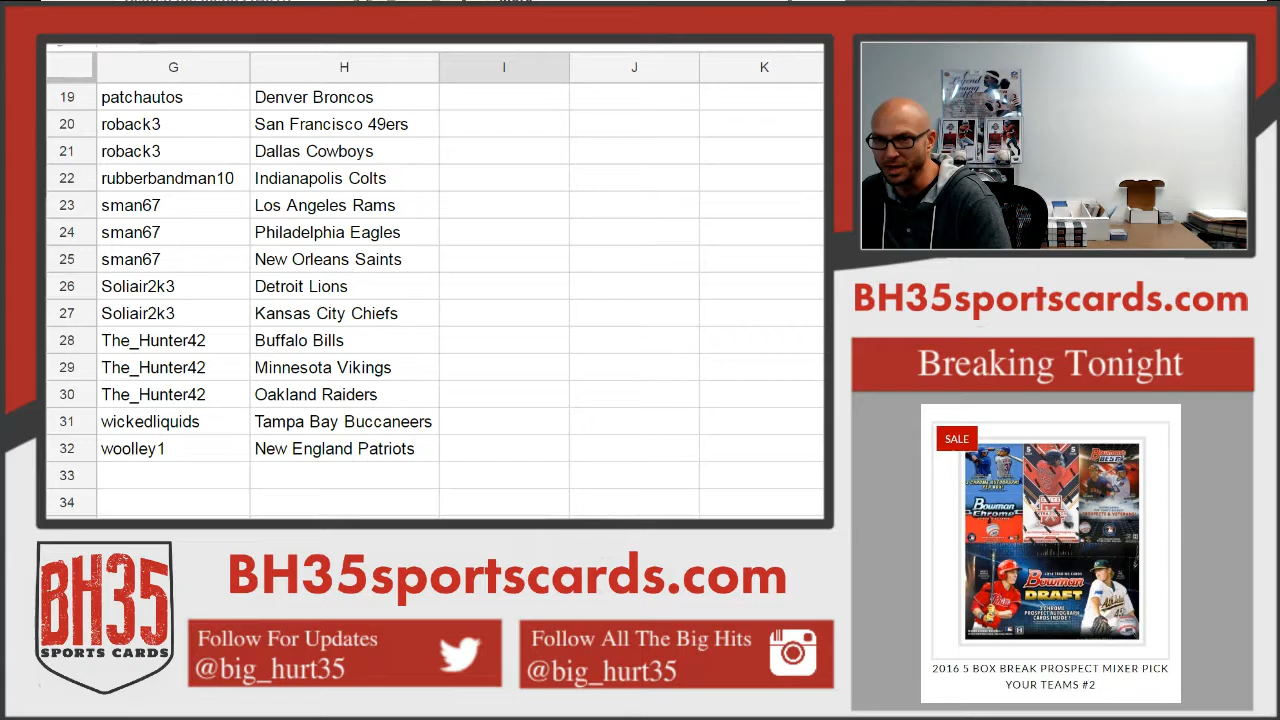 G H I J K
19 patchautos Denver Broncos
20 roback3 San Francisco 49ers
21 roback3 Dallas Cowboys
22 rubberbandman10 Indianapolis Colts
23 sman67 Los Angeles Rams
24 sman67 Philadelphia Eagles
25 sman67 New Orleans Saints
26 Soliair2k3 Detroit Lions
27 Soliair2k3 Kansas City Chiefs
28 The_Hunter42 Buffalo Bills
29 The_Hunter42 Minnesota Vikings
30 The_Hunter42 Oakland Raiders
31 wickedliquids Tampa Bay Buccaneers
32 woolley1 New England Patriots
33
34
BH35sportscards.com
Breaking Tonight
SALE
Bowman
Chrome
Bowman
DRAFT
2016 5 BOX BREAK PROSPECT MIXER PICK
YOUR TEAMS #2
BH35
SPORTS CARDS
BH35sportscards.com
Follow For Updates
@big_hurt35
Follow All The Big Hits
@big_hurt35